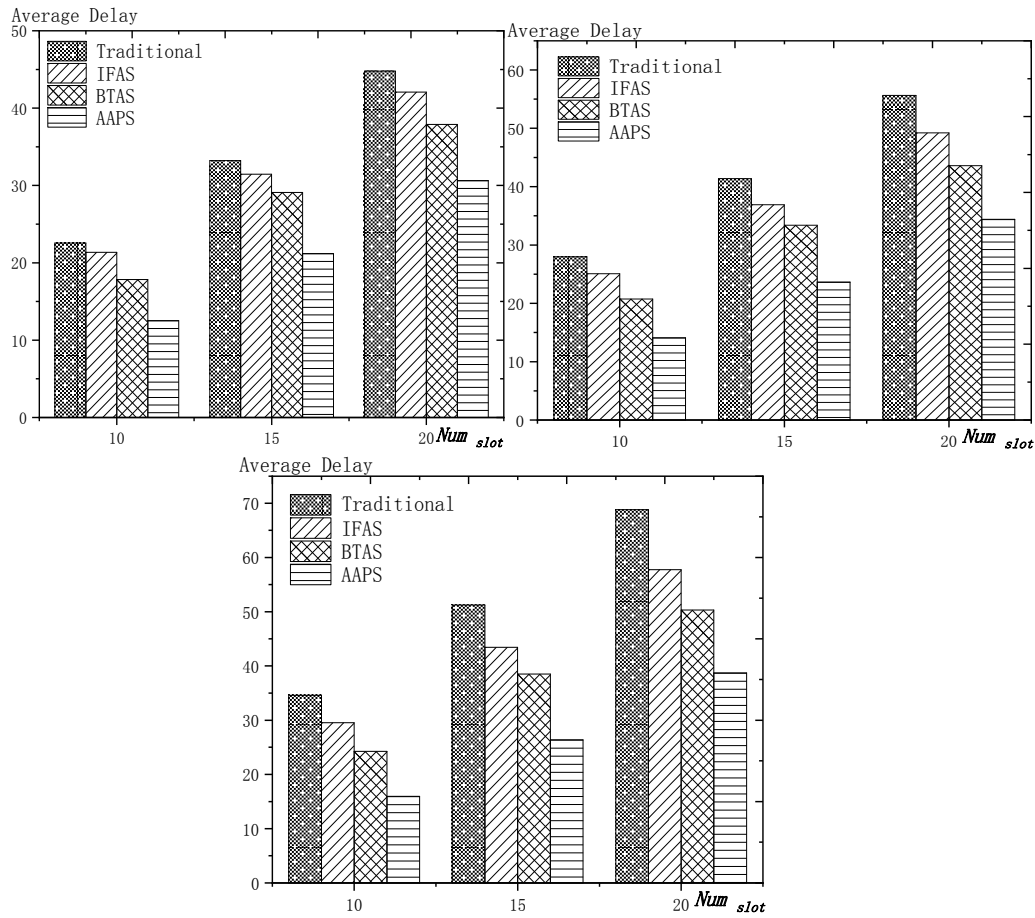 Average Delay
50
40
30
20
10
0
Traditional
IFAS
BTAS
AAPS
10
15
20
Num slot
Average Delay
60
50
40
30
20
10
0
Traditional
IFAS
BTAS
AAPS
10
15
20
Num slot
Average Delay
70
60
50
40
30
20
10
0
Traditional
IFAS
BTAS
AAPS
10
15
20
Num slot